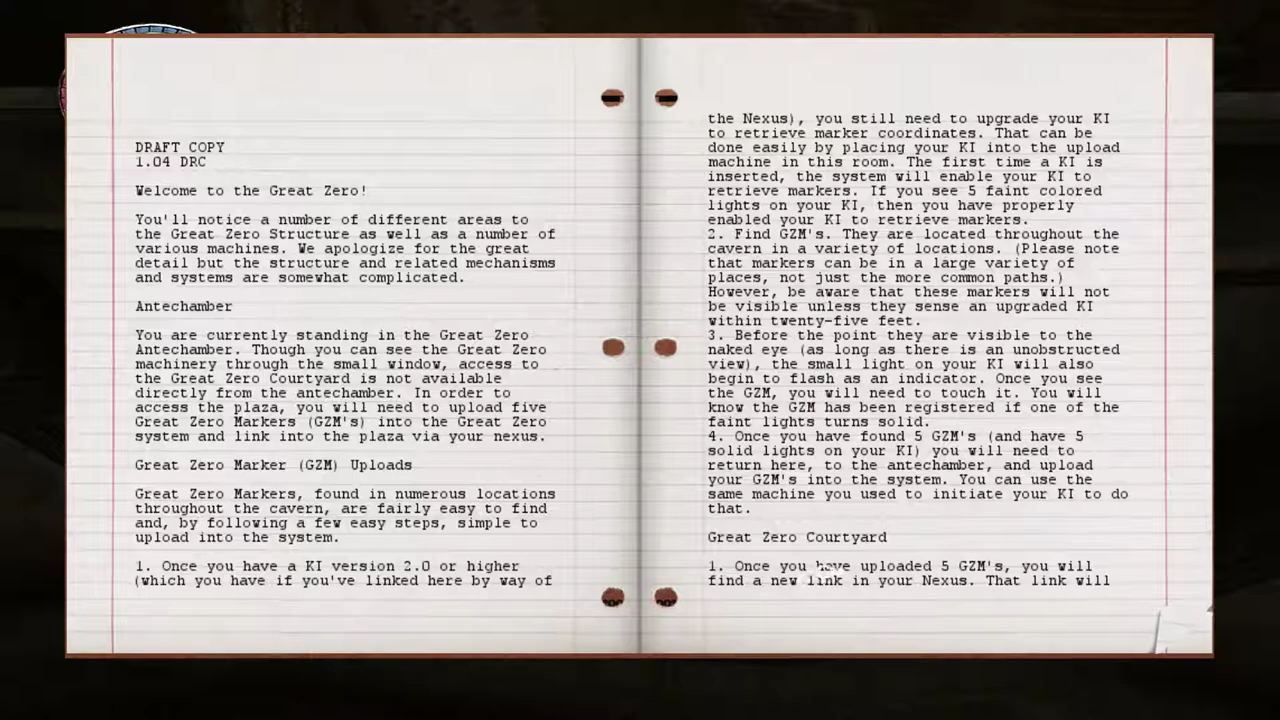 DRAFT COPY
1.04 DRC
Welcome to the Great Zero!
You'll notice a number of different areas to
the Great Zero Structure as well as a number of
various machines. We apologize for the great
detail but the structure and related mechanisms
and systems are somewhat complicated.
Antechamber
You are currently standing in the Great Zero
Antechamber. Though you can see the Great Zero
machinery through the small window, access to
the Great Zero Courtyard is not available
directly from the antechamber. In order to
access the plaza, you will need to upload five
Great Zero Markers (GZM's) into the Great Zero
system and link into the plaza via your nexus.
Great Zero Marker (GZM) Uploads
Great Zero Markers, found in numerous locations
throughout the cavern, are fairly easy to find
and, by following a few easy steps, simple to
upload into the system.
1. Once you have a KI version 2.0 or higher
(which you have if you've linked here by way of
the Nexus), you still need to upgrade your KI
to retrieve marker coordinates. That can be
done easily by placing your KI into the upload
machine in this room. The first time a KI is
inserted, the system will enable your KI to
retrieve markers. If you see 5 faint colored
lights on your KI, then you have properly
enabled your KI to retrieve markers.
2. Find GZM's. They are located throughout the
cavern in a variety of locations. (Please note
that markers can be in a large variety of
places, not just the more common paths.)
However, be aware that these markers will not
be visible unless they sense an upgraded KI
within twenty-five feet.
3. Before the point they are visible to the
naked eye (as long as there is an unobstructed
view), the small light on your KI will also
begin to flash as an indicator. Once you see
the GZM, you will need to touch it. You will
know the GZM has been registered if one of the
faint lights turns solid.
4. Once you have found 5 GZM's (and have 5
solid lights on your KI) you will need to
return here, to the antechamber, and upload
your GZM's into the system. You can use the
same machine you used to initiate your KI to do
that.
Great Zero Courtyard
1. Once you have uploaded 5 GZM's, you will
find a new link in your Nexus. That link will